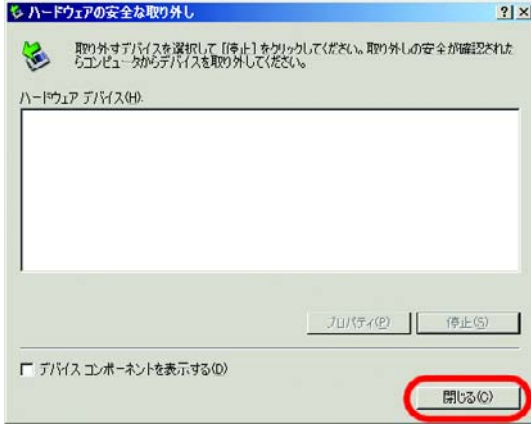 ハードウェアの安全な取り外し
取り外すデバイスを選択して [停止] をクリックしてください。取り外しの安全が確認された
らコンピュータからデバイスを取り外してください。
ハードウェア デバイス(H):
プロパティ(P) 停止(S)
デバイス コンポーネントを表示する(D)
閉じる(C)